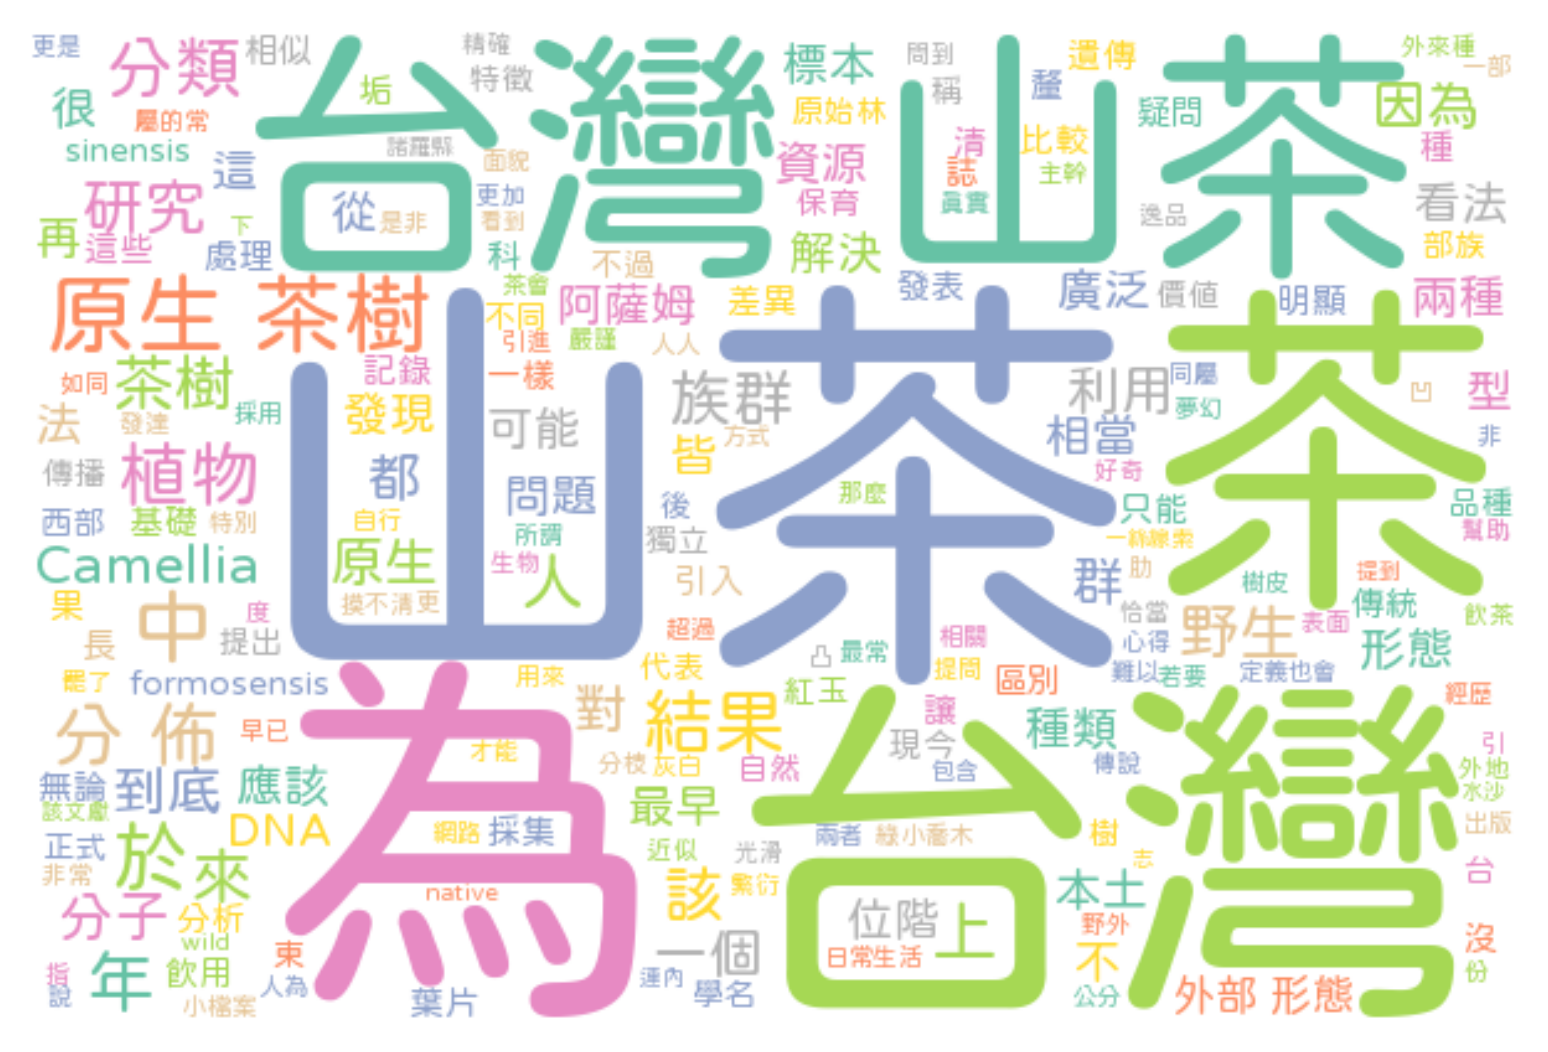 更是
分類
相似
台灣
精確
特徵
標本
問到
稱
山茶
釐
遺傳
外來種
一部
很
屬的常
垢
原始林
疑問
因為
sinensis
諸羅縣
面貌
資源
清
誌
比較
主幹
種
這
研究
從
是非
更加
看到
保育
真實
逸品
看法
再
這些
下
處理
科
不過
解決
部族
原生 茶樹
茶會
不同
阿薩姆
差異
發表
廣泛
價值
明顯
兩種
引進
嚴謹
人人
山茶
茶
如同
茶樹
記錄
一樣
族群
利用
同屬
夢幻
凹
型
法
發達
採用
發現
可能
皆
方式
相當
非
傳播
植物
都
問題
後
那麼
好奇
只能
品種
幫助
西部
基礎
特別
自行
所謂
獨立
一絲線索
Camellia
原生
生物
人
引入
群
肋
樹皮
提到
果
中
度
摸不清
更
恰當
傳統
飲茶
長
提出
超過
相關
心得
野生
表面
形態
罷了
formosensis
用來
代表
凸
最常
提問
區別
難以
若要
定義也會
分 佈
早已
為
對
結果
紅玉
台灣
讓
種類
經歷
才能
分枝
灰白
自然
現今
包含
傳說
引
外地
無論
到底
應該
該文獻
水沙
正式
DNA
網路
採集
最早
兩者
綠小喬木
樹
出版
非常
於
來
近似
光滑
志
台
分子
分析
native
該
繁衍
位階
上
本土
wild
野外
沒
指
說
年
飲用
東
人為
一個
日常生活
不
份
小檔案
葉片
運內
學名
公分
外部 形態